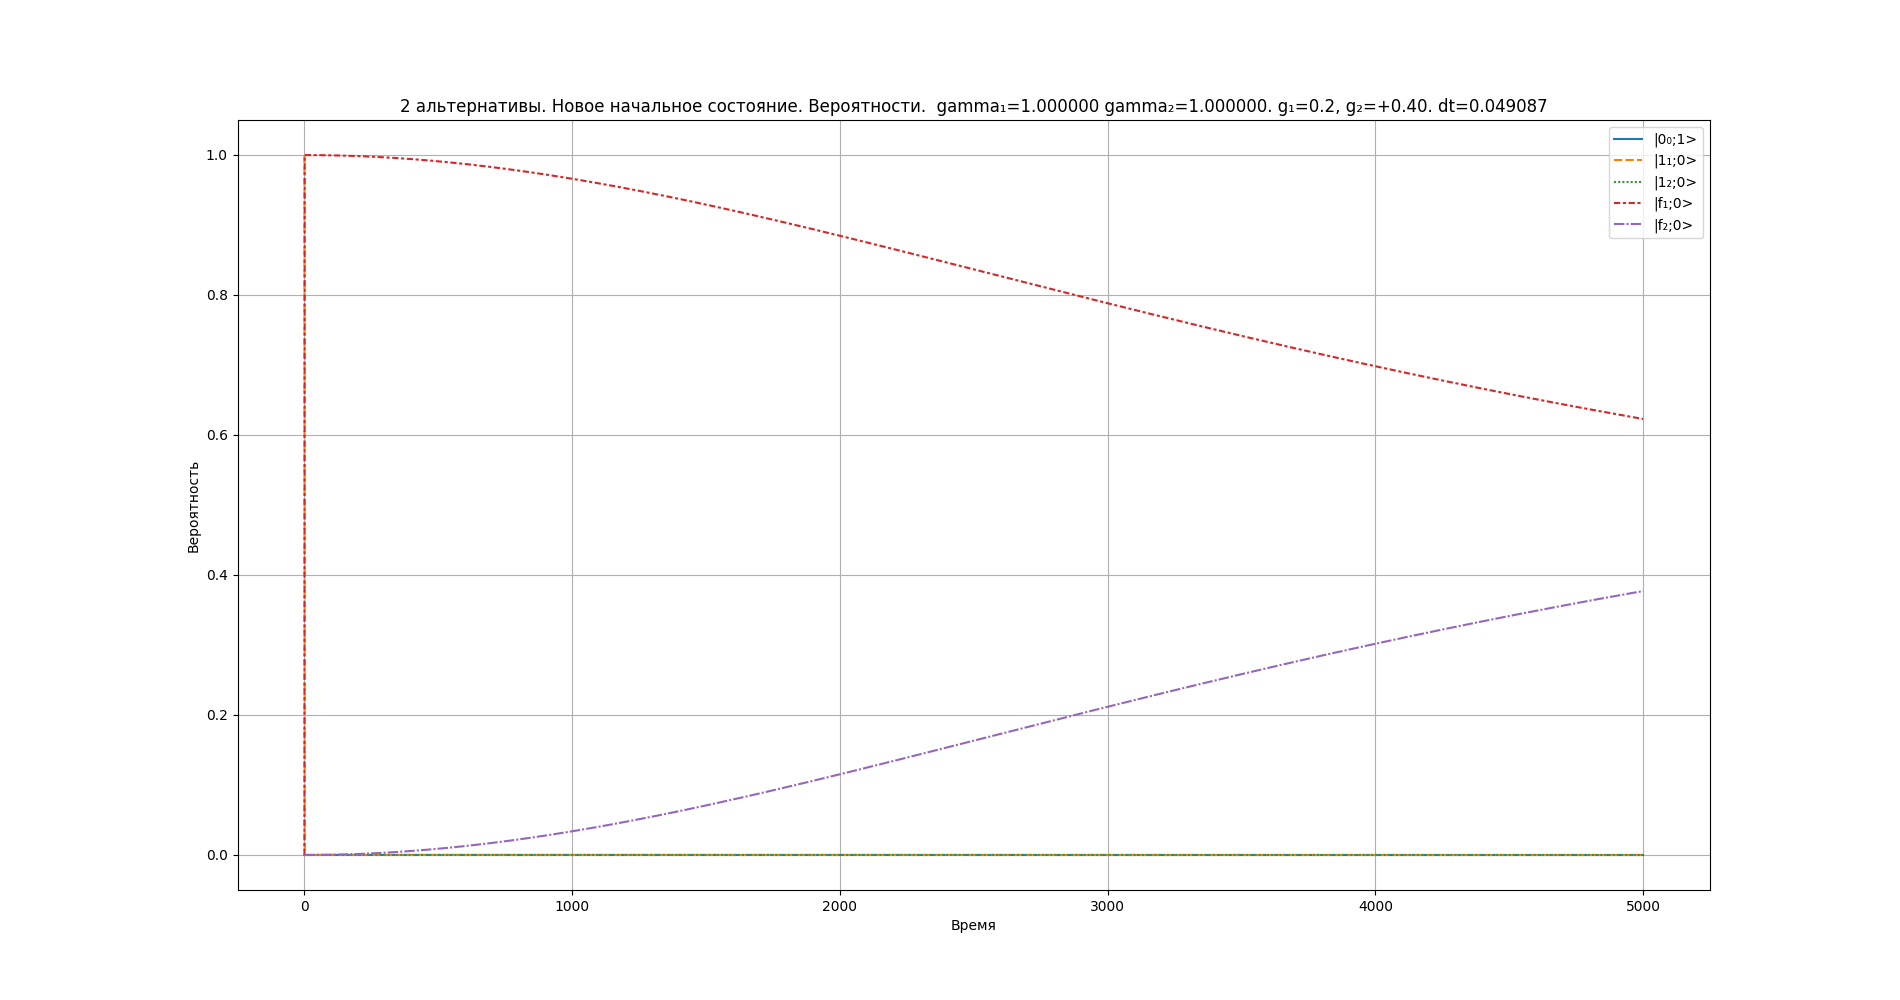 2 альтернативы. Новое начальное состояние. Вероятности.  gamma₁=1.000000 gamma₂=1.000000. g₁=0.2, g₂=+0.40. dt=0.049087
|0₀;1>
|1₁;0>
|1₂;0>
|f₁;0>
|f₂;0>
Вероятность
1.0
0.8
0.6
0.4
0.2
0.0
0 1000 2000 3000 4000 5000
Время